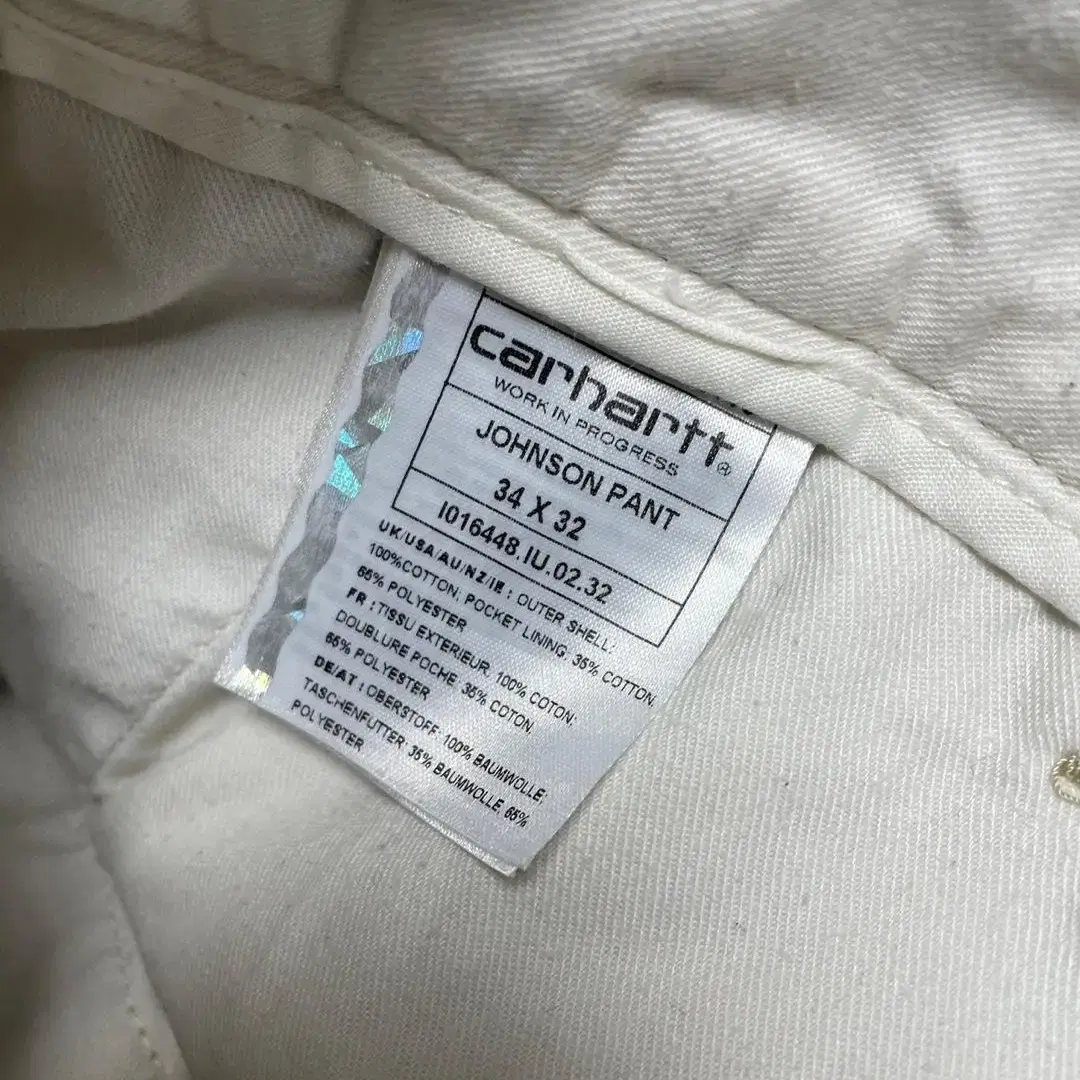 carhartt®
WORK IN PROGRESS
JOHNSON PANT
34 X 32
I016448.IU.02.32
UK/USA/AU/NZ/IE : OUTER SHELL:
100%COTTON; POCKET LINING: 35% COTTON,
65% POLYESTER
FR : TISSU EXTERIEUR, 100% COTON;
DOUBLURE POCHE: 35% COTON,
65% POLYESTER
DE/AT : OBERSTOFF: 100% BAUMWOLLE;
TASCHENFUTTER: 35% BAUMWOLLE, 65%
POLYESTER